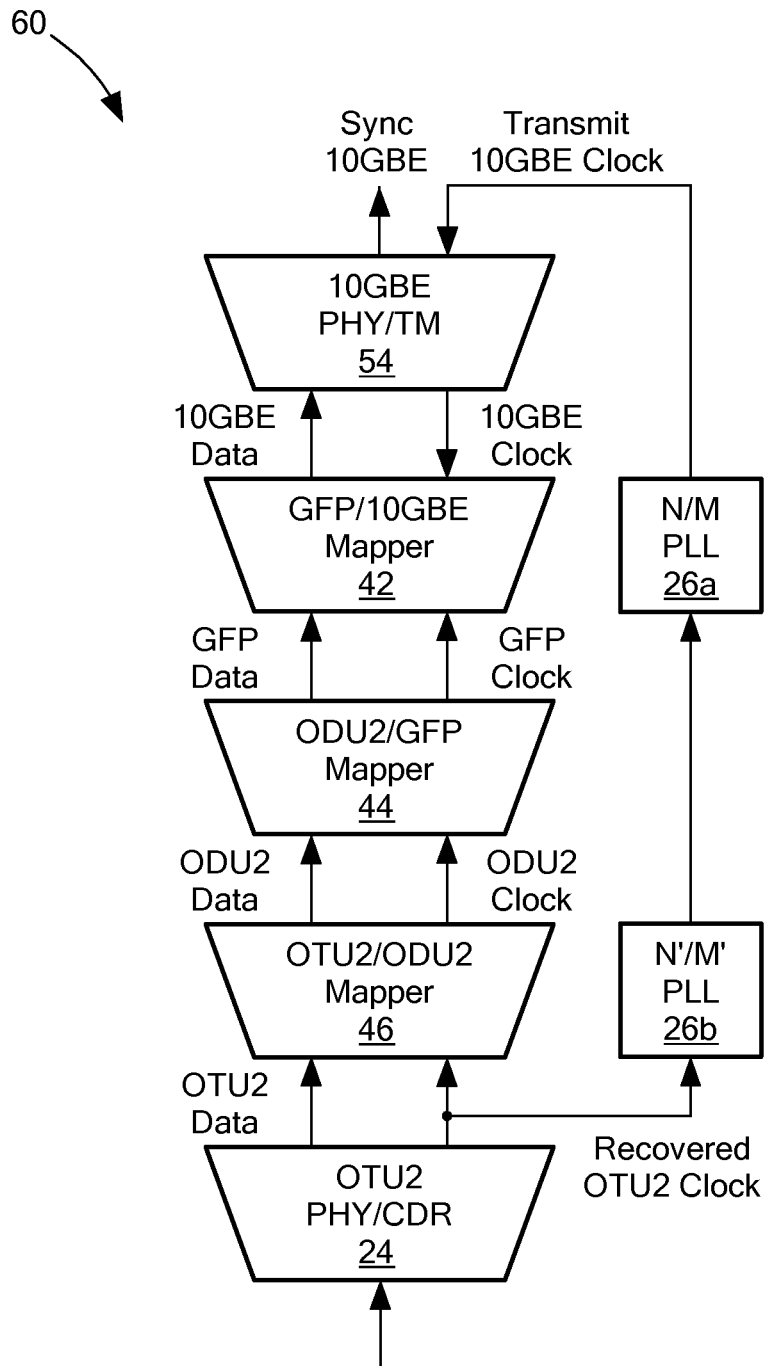 60
Sync
10GBE
Transmit
10GBE Clock
10GBE
PHY/TM
54
10GBE
Data
10GBE
Clock
GFP/10GBE
Mapper
42
N/M
PLL
26a
GFP
Data
GFP
Clock
ODU2/GFP
Mapper
44
ODU2
Data
ODU2
Clock
OTU2/ODU2
Mapper
46
N'/M'
PLL
26b
OTU2
Data
Recovered
OTU2 Clock
OTU2
PHY/CDR
24